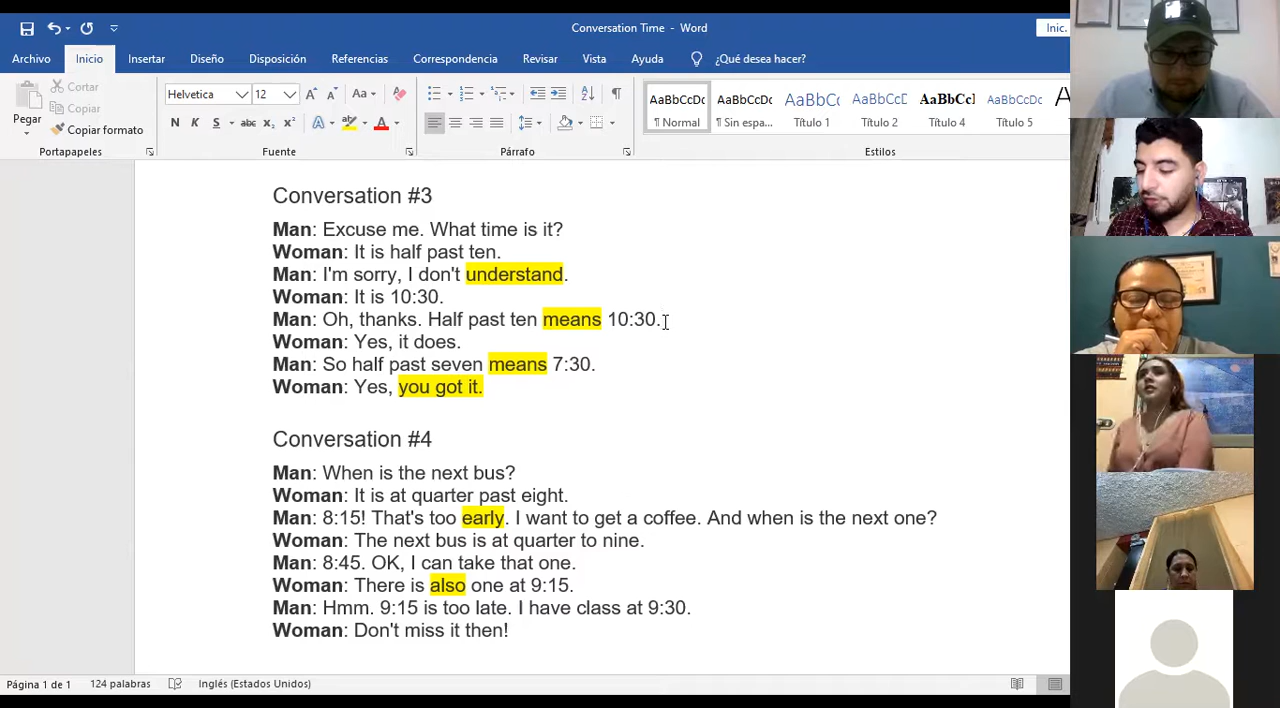 Conversation Time - Word
Inic.
Archivo Inicio Insertar Diseño Disposición Referencias Correspondencia Revisar Vista Ayuda ¿Qué desea hacer?
Pegar
Cortar
Copiar
Copiar formato
Portapapeles
Helvetica 12
Aa
N K S abc x₂ x²
Fuente
Párrafo
AaBbCcDc AaBbCcDc AaBbCcD AaBbCcD AaBbCcI AaBbCcD
¶ Normal ¶ Sin espa... Título 1 Título 2 Título 4 Título 5
Estilos
Conversation #3
Man: Excuse me. What time is it?
Woman: It is half past ten.
Man: I'm sorry, I don't understand.
Woman: It is 10:30.
Man: Oh, thanks. Half past ten means 10:30.
Woman: Yes, it does.
Man: So half past seven means 7:30.
Woman: Yes, you got it.
Conversation #4
Man: When is the next bus?
Woman: It is at quarter past eight.
Man: 8:15! That's too early. I want to get a coffee. And when is the next one?
Woman: The next bus is at quarter to nine.
Man: 8:45. OK, I can take that one.
Woman: There is also one at 9:15.
Man: Hmm. 9:15 is too late. I have class at 9:30.
Woman: Don't miss it then!
Página 1 de 1 124 palabras Inglés (Estados Unidos)